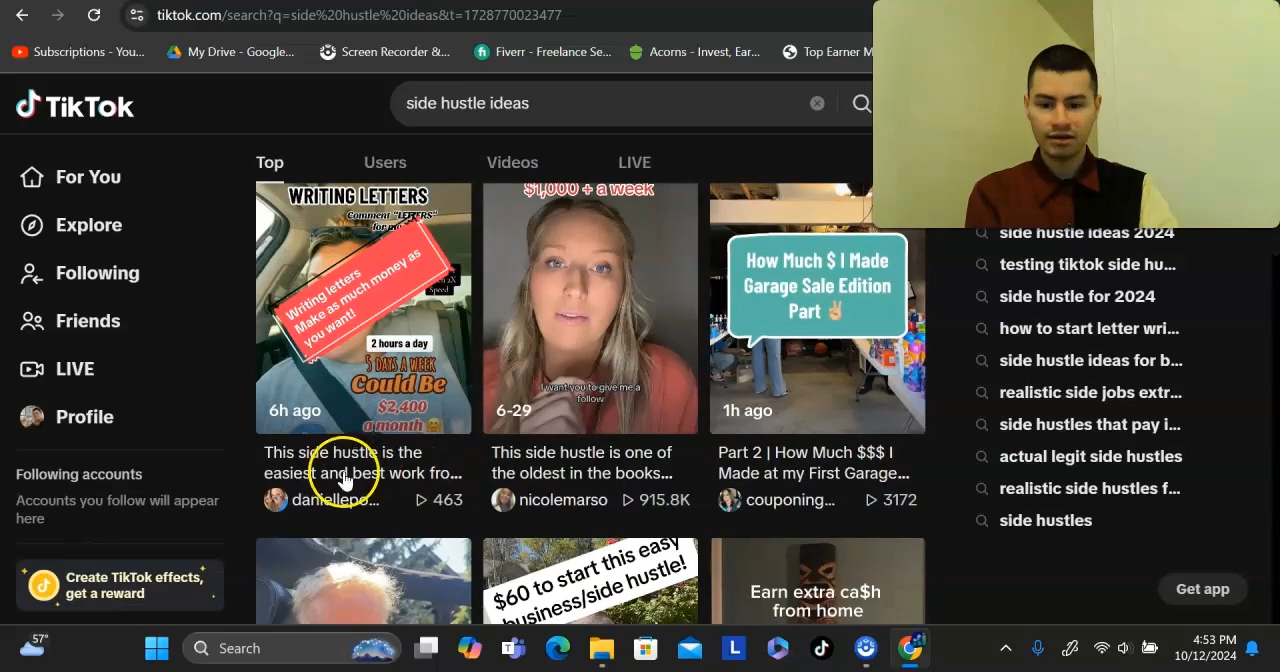 tiktok.com/search?q=side%20hustle%20ideas&t=1728770023477
Subscriptions - You...
My Drive - Google...
Screen Recorder &...
Fiverr - Freelance Se...
Acorns - Invest, Ear...
Top Earner M
TikTok
side hustle ideas
For You
Explore
Following
Friends
LIVE
Profile
Following accounts
Accounts you follow will appear
here
Create TikTok effects,
get a reward
Top
Users
Videos
LIVE
WRITING LETTERS
Comment "LETTERS"
Writing letters
Make as much money as
you want!
Speed
2 hours a day
5 DAYS A WEEK
Could Be
$2,400
a month
6h ago
This side hustle is the
easiest and best work fro...
daniellepo...
463
$1,000 + a week
I want you to give me a
follow
6-29
This side hustle is one of
the oldest in the books...
nicolemarso
915.8K
How Much $ I Made
Garage Sale Edition
Part ✌🏼
1h ago
Part 2 | How Much $$$ I
Made at my First Garage...
couponing...
3172
$60 to start this easy
business/side hustle!
Earn extra ca$h
from home
side hustle ideas 2024
testing tiktok side hu...
side hustle for 2024
how to start letter wri...
side hustle ideas for b...
realistic side jobs extr...
side hustles that pay i...
actual legit side hustles
realistic side hustles f...
side hustles
Get app
57°
Search
L
4:53 PM
10/12/2024